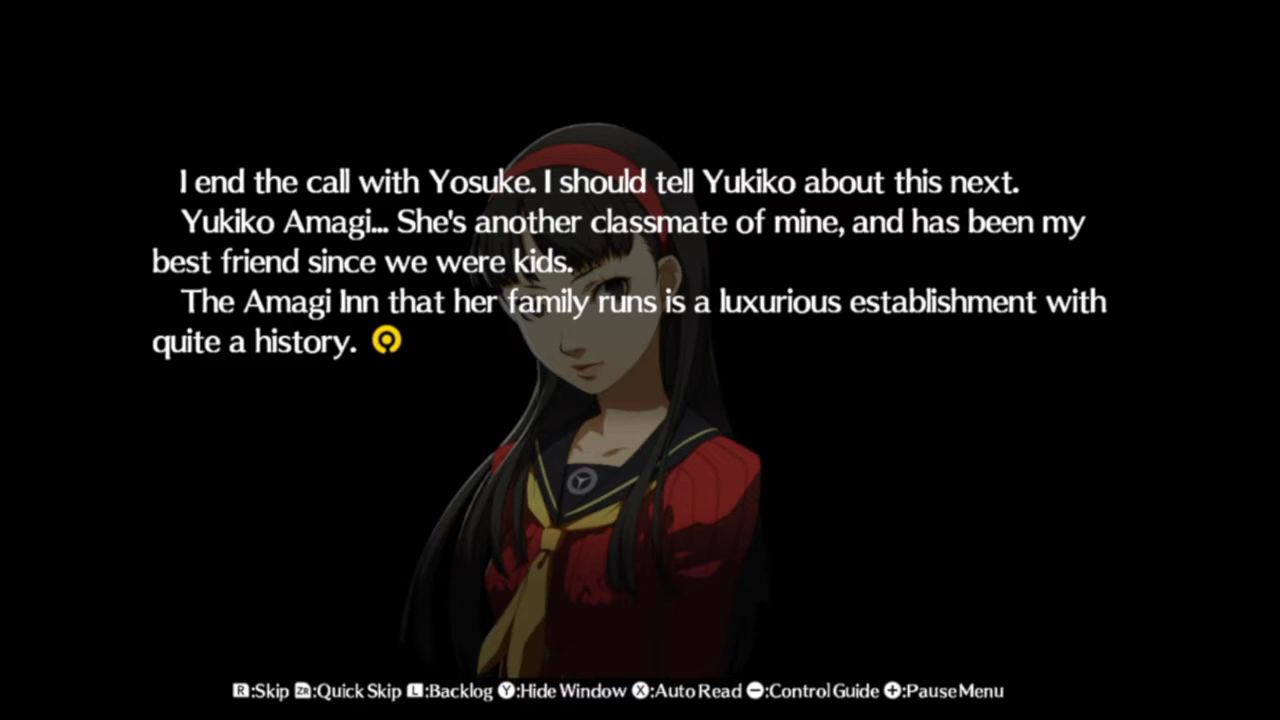 I end the call with Yosuke. I should tell Yukiko about this next.
Yukiko Amagi... She's another classmate of mine, and has been my
best friend since we were kids.
The Amagi Inn that her family runs is a luxurious establishment with
quite a history.
R:Skip ZR:Quick Skip L:Backlog Y:Hide Window X:Auto Read −:Control Guide +:Pause Menu